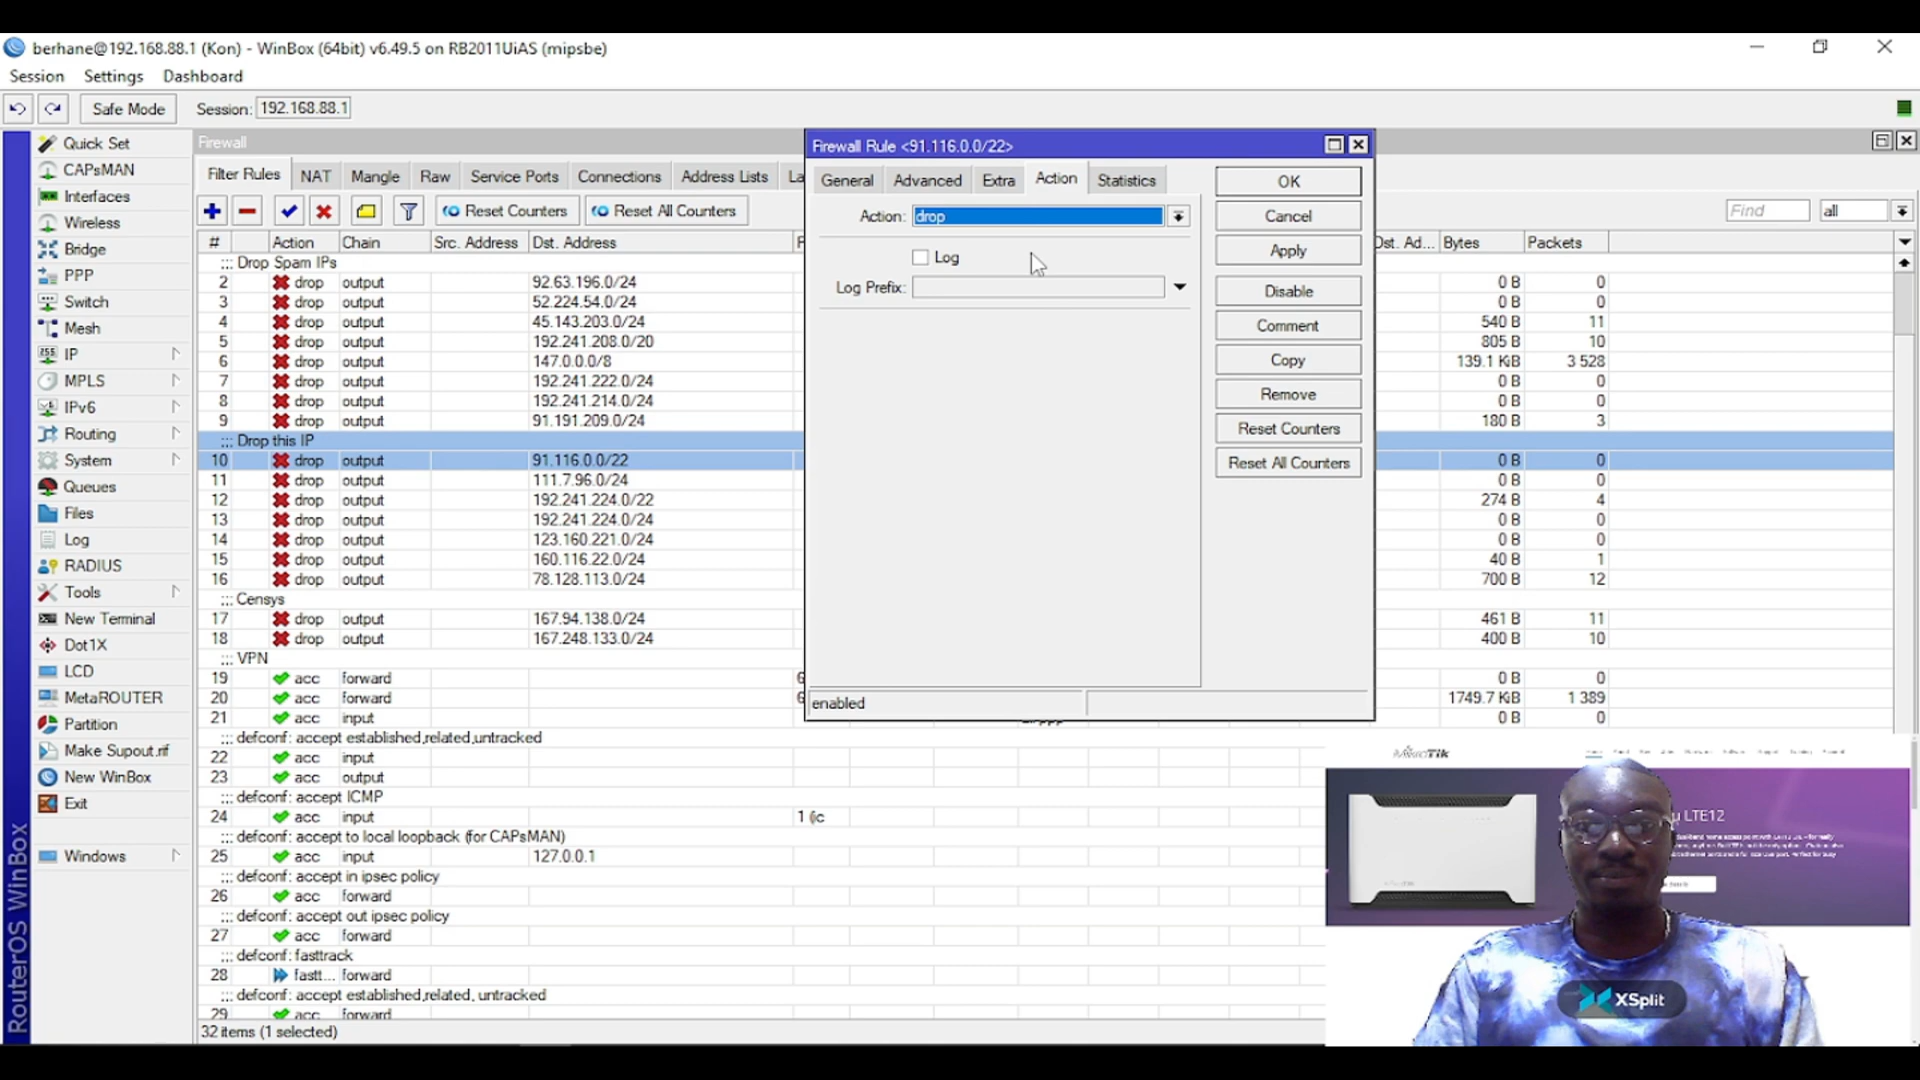 berhane@192.168.88.1 (Kon) - WinBox (64bit) v6.49.5 on RB2011UiAS (mipsbe)
Session Settings Dashboard
Safe Mode Session: 192.168.88.1
Quick Set
CAPsMAN
Interfaces
Wireless
Bridge
PPP
Switch
Mesh
IP
MPLS
IPv6
Routing
System
Queues
Files
Log
RADIUS
Tools
New Terminal
Dot1X
LCD
MetaROUTER
Partition
Make Supout.rif
New WinBox
Exit
Windows
RouterOS WinBox
Firewall
Filter Rules NAT Mangle Raw Service Ports Connections Address Lists La
Reset Counters Reset All Counters Find all
# Action Chain Src. Address Dst. Address Dst. Ad... Bytes Packets
::: Drop Spam IPs
2 drop output 92.63.196.0/24 0 B 0
3 drop output 52.224.54.0/24 0 B 0
4 drop output 45.143.203.0/24 540 B 11
5 drop output 192.241.208.0/20 805 B 10
6 drop output 147.0.0.0/8 139.1 KiB 3 528
7 drop output 192.241.222.0/24 0 B 0
8 drop output 192.241.214.0/24 0 B 0
9 drop output 91.191.209.0/24 180 B 3
::: Drop this IP
10 drop output 91.116.0.0/22 0 B 0
11 drop output 111.7.96.0/24 0 B 0
12 drop output 192.241.224.0/22 274 B 4
13 drop output 192.241.224.0/24 0 B 0
14 drop output 123.160.221.0/24 0 B 0
15 drop output 160.116.22.0/24 40 B 1
16 drop output 78.128.113.0/24 700 B 12
::: Censys
17 drop output 167.94.138.0/24 461 B 11
18 drop output 167.248.133.0/24 400 B 10
::: VPN
19 acc forward 6 0 B 0
20 acc forward 6 1749.7 KiB 1 389
21 acc input 0 B 0
::: defconf: accept established,related,untracked
22 acc input
23 acc output
::: defconf: accept ICMP
24 acc input 1 (ic
::: defconf: accept to local loopback (for CAPsMAN)
25 acc input 127.0.0.1
::: defconf: accept in ipsec policy
26 acc forward
::: defconf: accept out ipsec policy
27 acc forward
::: defconf: fasttrack
28 fastt... forward
::: defconf: accept established,related, untracked
29 acc forward
32 items (1 selected)
Firewall Rule <91.116.0.0/22>
General Advanced Extra Action Statistics
Action: drop
Log
Log Prefix:
OK
Cancel
Apply
Disable
Comment
Copy
Remove
Reset Counters
Reset All Counters
enabled
MikroTik
LTE12
XSplit